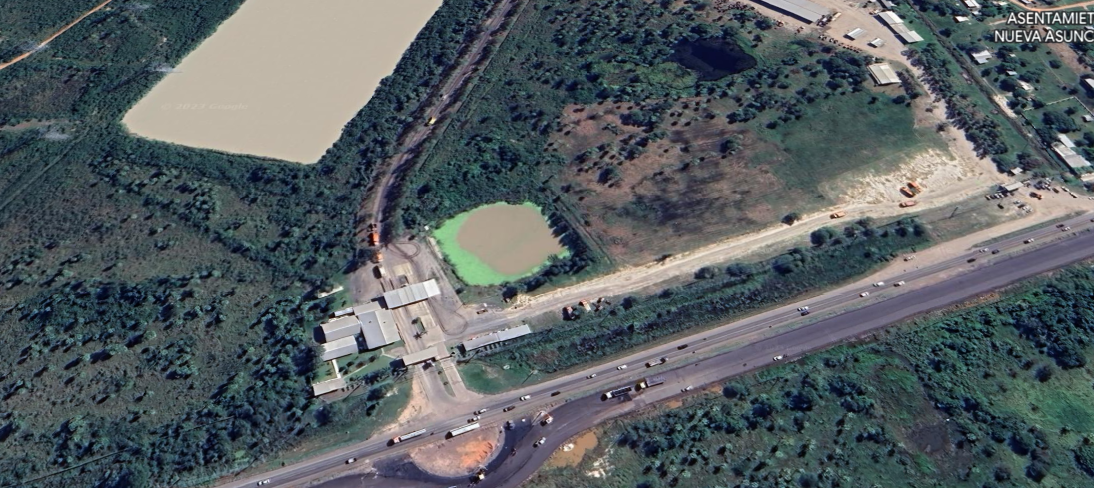 ASENTAMIET
NUEVA ASUNC